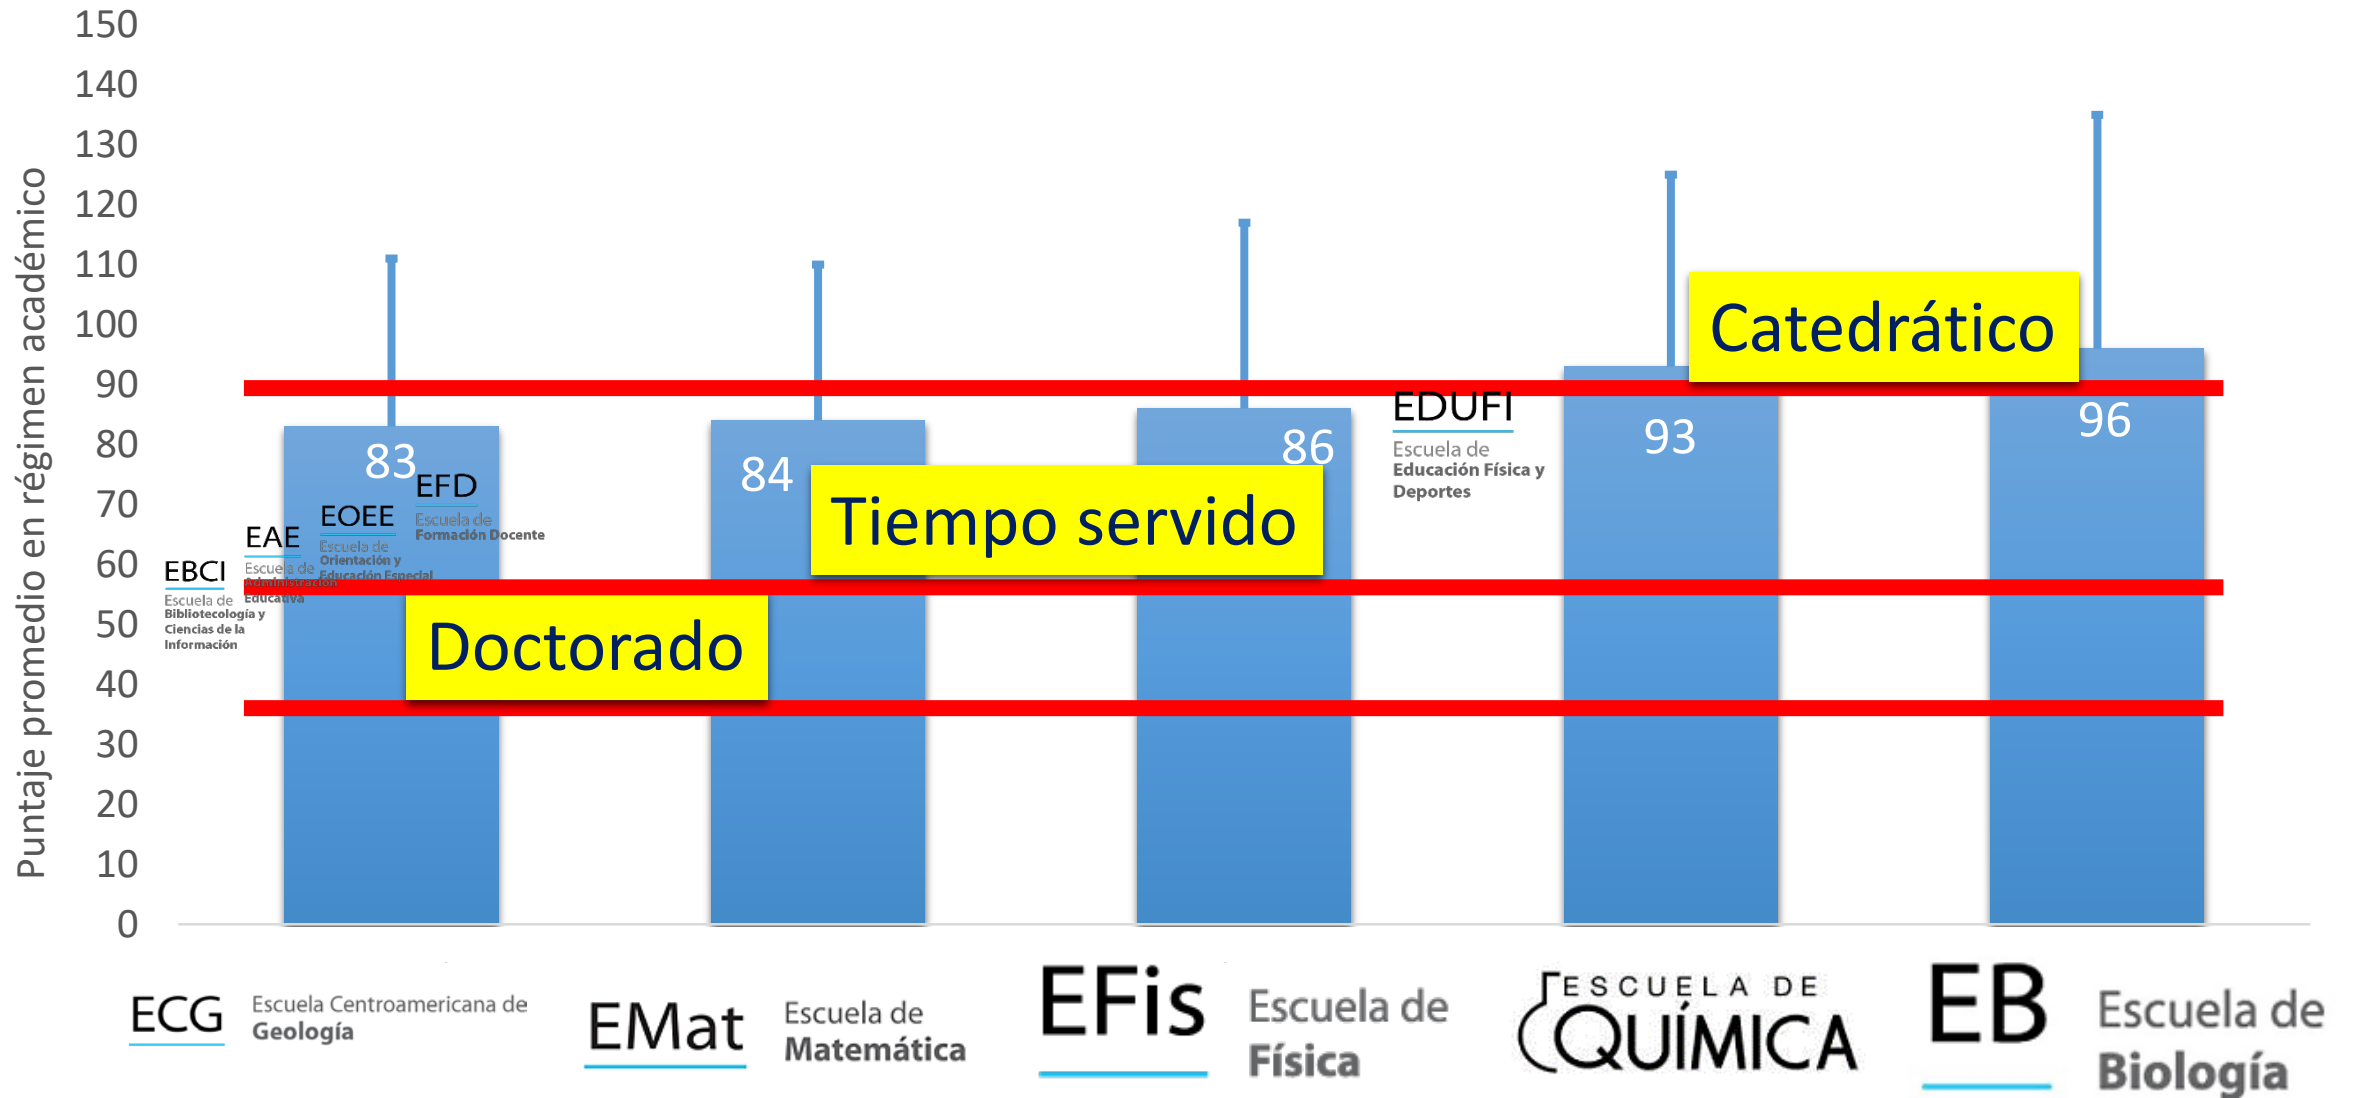 150
140
130
120
110
100
90
80
70
60
50
40
30
20
10
0
Puntaje promedio en régimen académico
Catedrático
83
84
86
93
96
EDUFI
Escuela de
Educación Física y
Deportes
EFD
Escuela de
Formación Docente
EOEE
Escuela de
Orientación y
Educación Especial
EAE
Escuela de
Administración
Educativa
EBCI
Escuela de
Bibliotecología y
Ciencias de la
Información
Tiempo servido
Doctorado
ECG
Escuela Centroamericana de
Geología
EMat
Escuela de
Matemática
EFis
Escuela de
Física
ESCUELA DE
QUÍMICA
EB
Escuela de
Biología